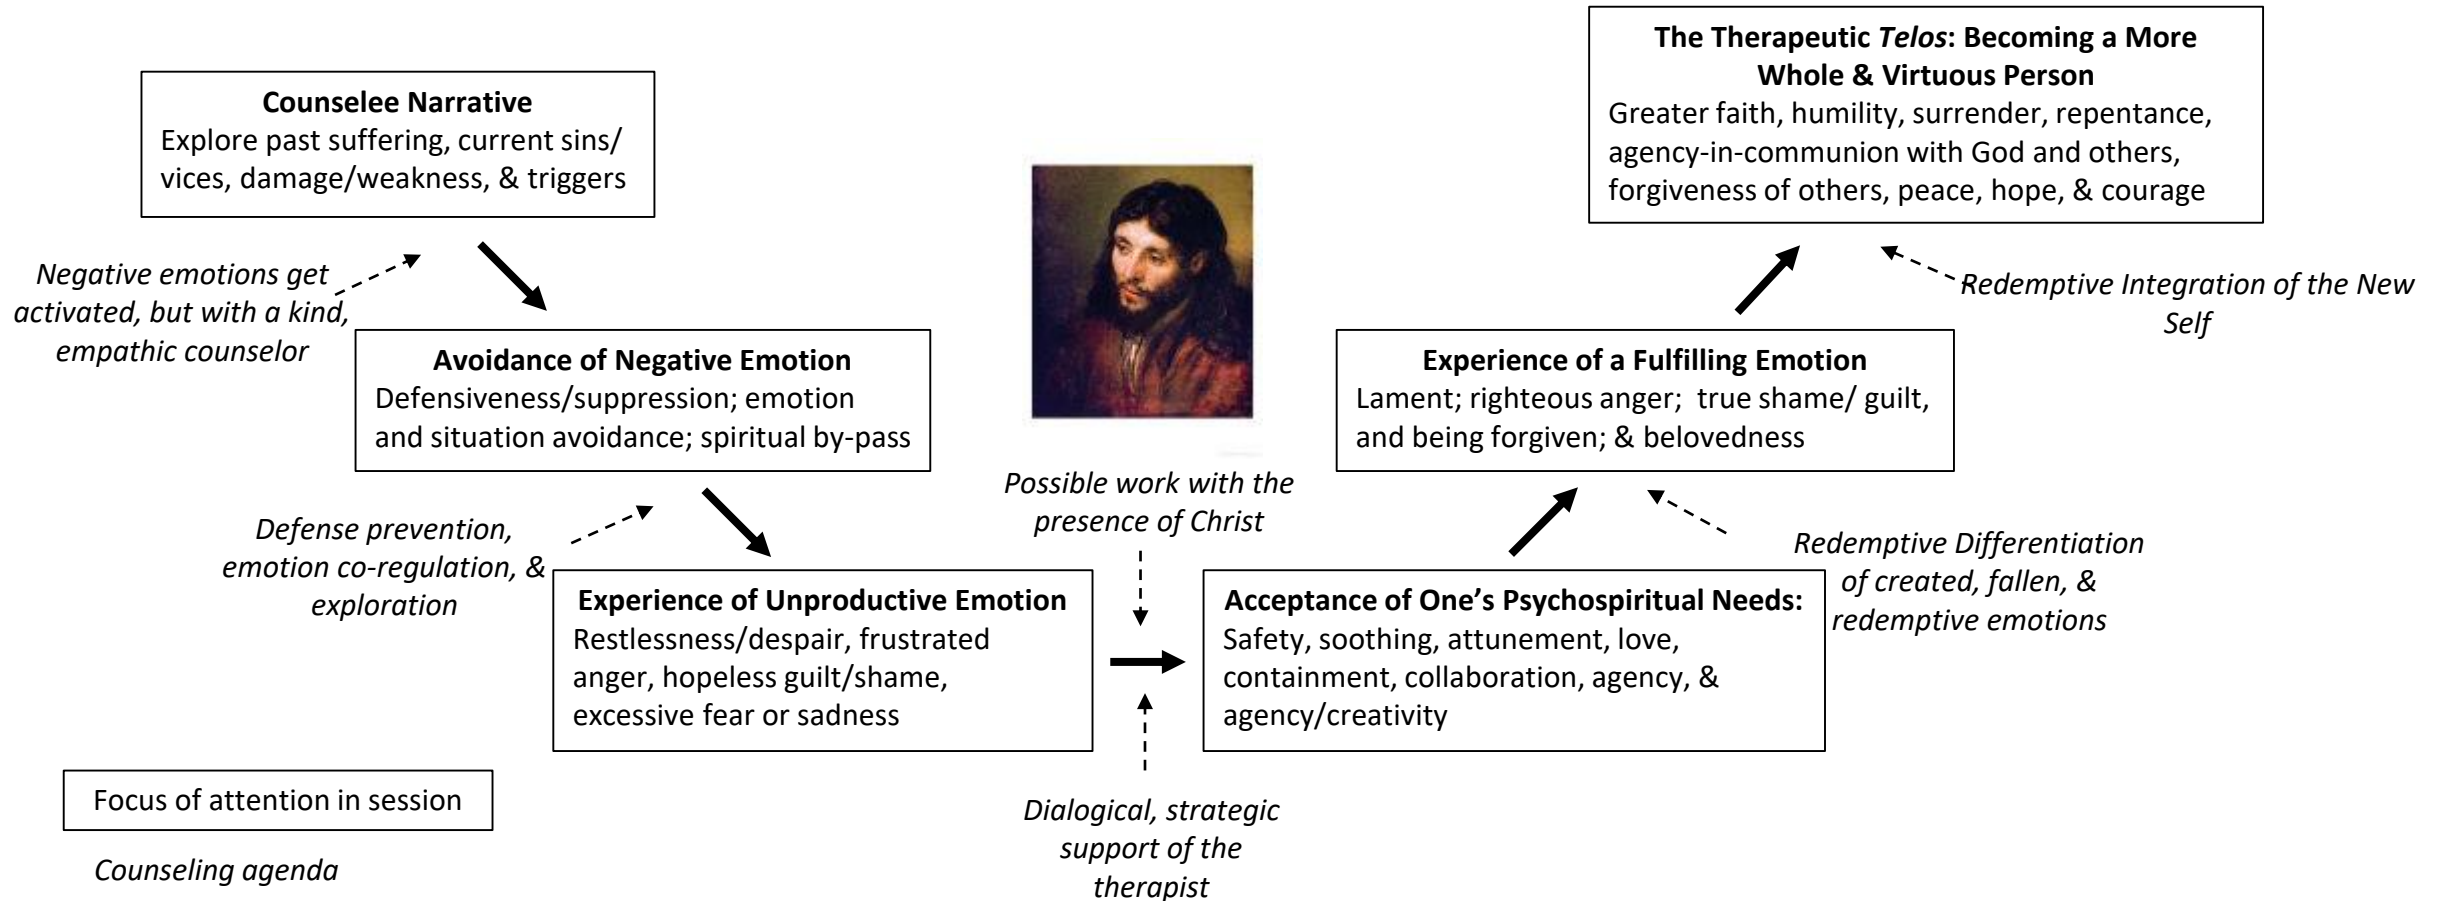 Counselee Narrative
Explore past suffering, current sins/
vices, damage/weakness, & triggers
Negative emotions get
activated, but with a kind,
empathic counselor
Avoidance of Negative Emotion
Defensiveness/suppression; emotion
and situation avoidance; spiritual by-pass
Defense prevention,
emotion co-regulation, &
exploration
Experience of Unproductive Emotion
Restlessness/despair, frustrated
anger, hopeless guilt/shame,
excessive fear or sadness
Possible work with the
presence of Christ
Dialogical, strategic
support of the
therapist
Acceptance of One’s Psychospiritual Needs:
Safety, soothing, attunement, love,
containment, collaboration, agency, &
agency/creativity
Redemptive Differentiation
of created, fallen, &
redemptive emotions
Experience of a Fulfilling Emotion
Lament; righteous anger;  true shame/ guilt,
and being forgiven; & belovedness
Redemptive Integration of the New
Self
The Therapeutic Telos: Becoming a More
Whole & Virtuous Person
Greater faith, humility, surrender, repentance,
agency-in-communion with God and others,
forgiveness of others, peace, hope, & courage
Focus of attention in session
Counseling agenda